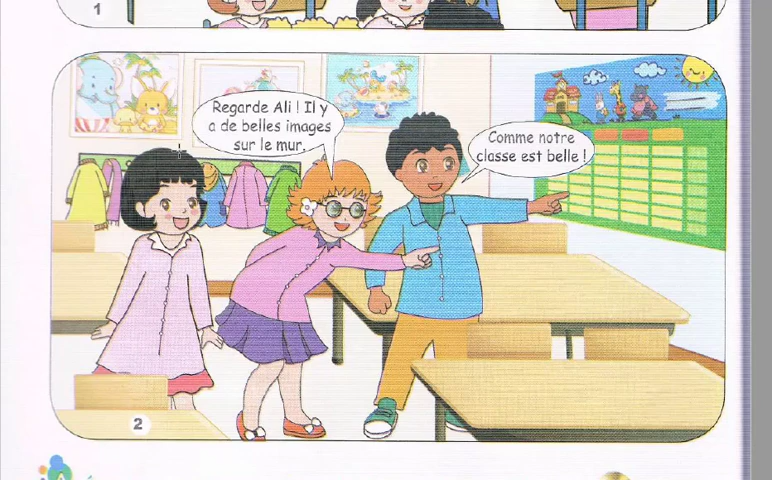 1
Regarde Ali ! Il y
a de belles images
sur le mur.
Comme notre
classe est belle !
2